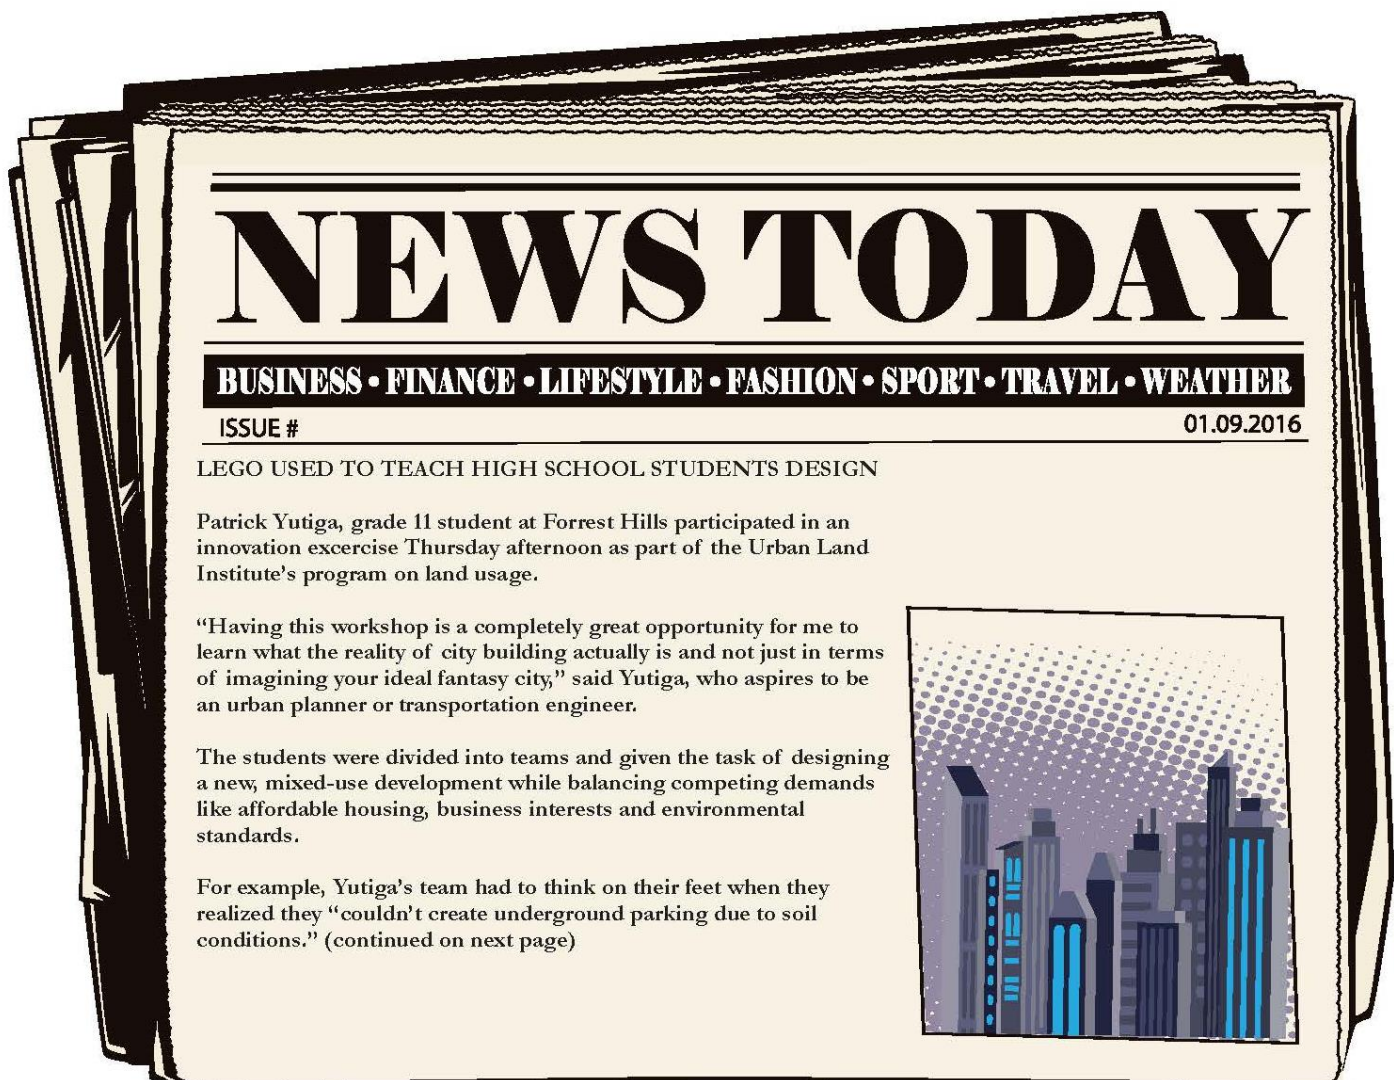 NEWS TODAY
BUSINESS • FINANCE • LIFESTYLE • FASHION • SPORT • TRAVEL • WEATHER
ISSUE #
01.09.2016
LEGO USED TO TEACH HIGH SCHOOL STUDENTS DESIGN
Patrick Yutiga, grade 11 student at Forrest Hills participated in an
innovation excercise Thursday afternoon as part of the Urban Land
Institute’s program on land usage.
“Having this workshop is a completely great opportunity for me to
learn what the reality of city building actually is and not just in terms
of imagining your ideal fantasy city,” said Yutiga, who aspires to be
an urban planner or transportation engineer.
The students were divided into teams and given the task of designing
a new, mixed-use development while balancing competing demands
like affordable housing, business interests and environmental
standards.
For example, Yutiga’s team had to think on their feet when they
realized they “couldn’t create underground parking due to soil
conditions.” (continued on next page)